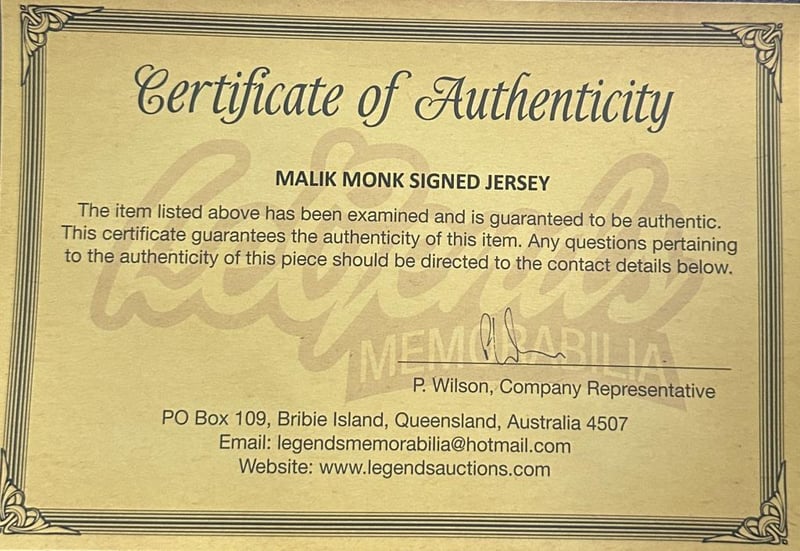 Certificate of Authenticity
MALIK MONK SIGNED JERSEY
The item listed above has been examined and is guaranteed to be authentic.
This certificate guarantees the authenticity of this item. Any questions pertaining
to the authenticity of this piece should be directed to the contact details below.
Legends
MEMORABILIA
P. Wilson, Company Representative
PO Box 109, Bribie Island, Queensland, Australia 4507
Email: legendsmemorabilia@hotmail.com
Website: www.legendsauctions.com